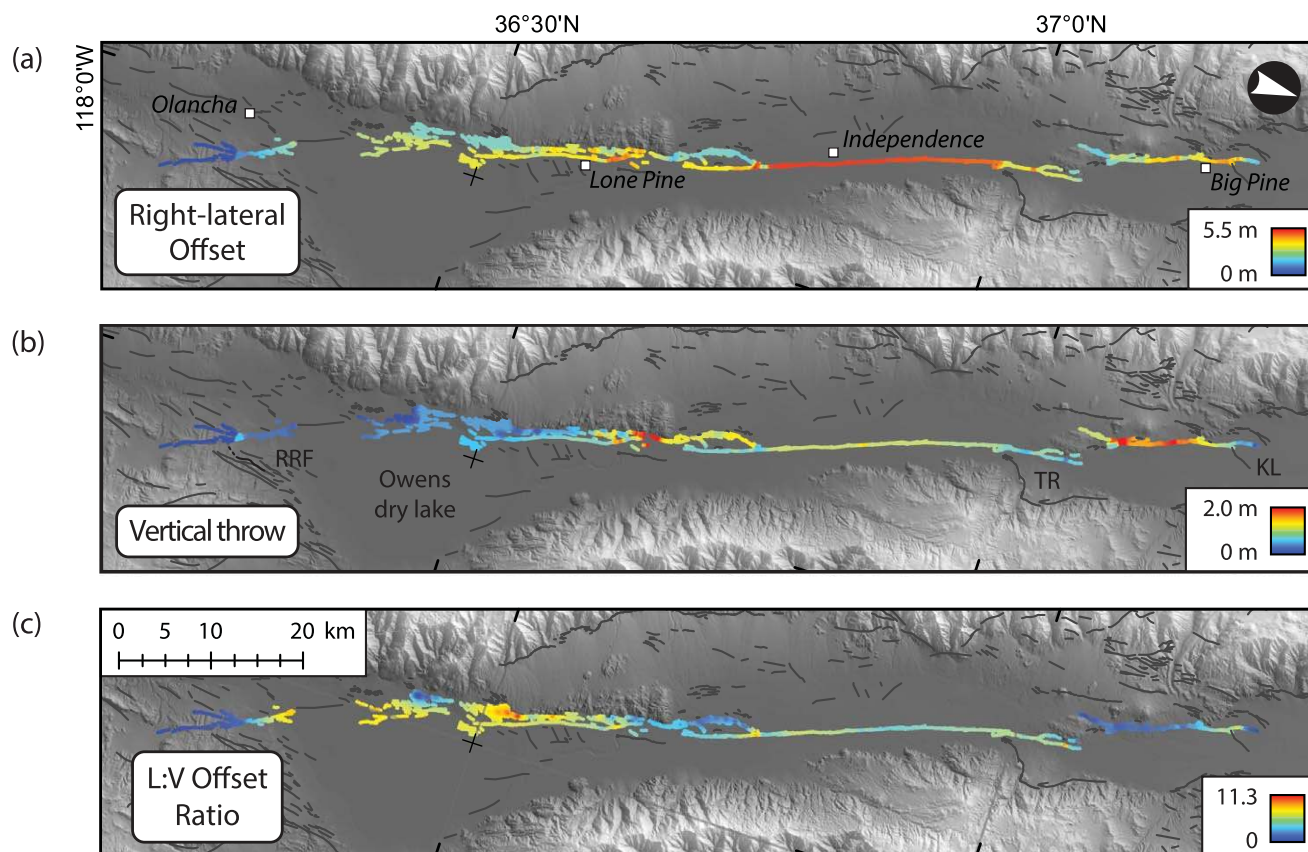 36°30'N
37°0'N
(a)
118°0'W
Olancha
Independence
Lone Pine
Big Pine
Right-lateral
Offset
5.5 m
0 m
(b)
RRF
Owens
dry lake
TR
KL
Vertical throw
2.0 m
0 m
(c)
0 5 10 20 km
L:V Offset
Ratio
11.3
0